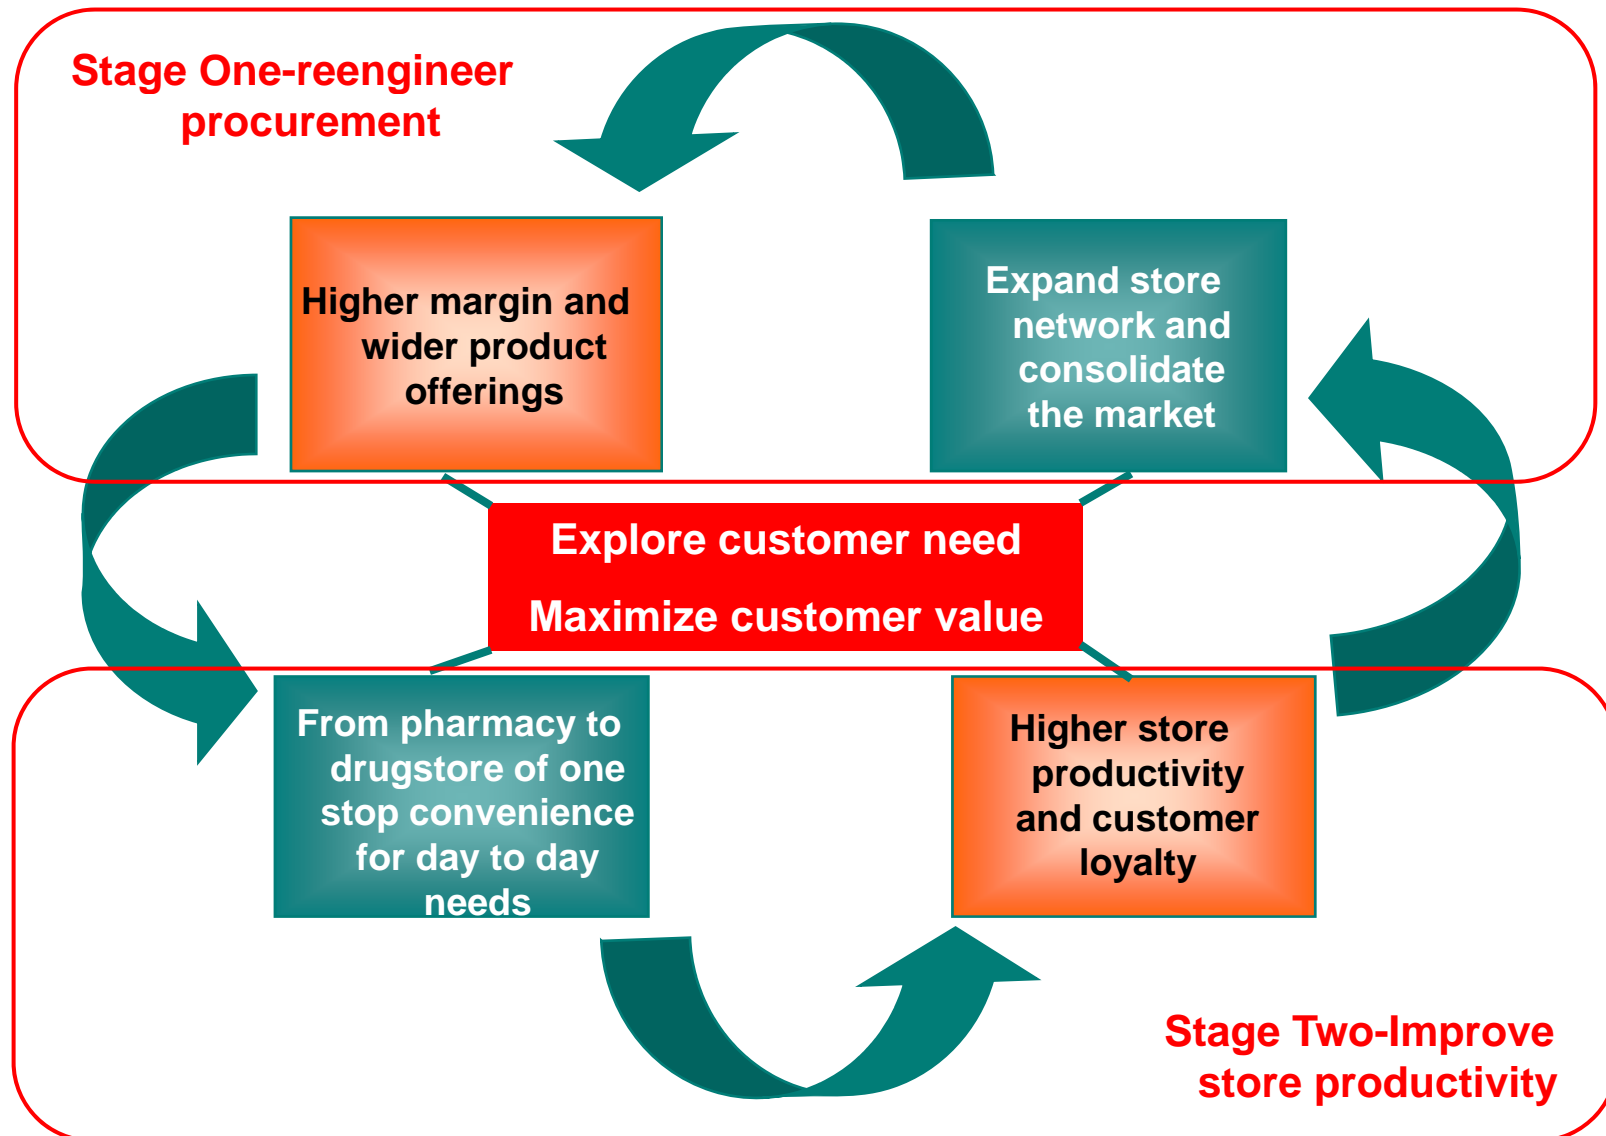 Stage One-reengineer
procurement
Higher margin and
wider product
offerings
Expand store
network and
consolidate
the market
Explore customer need
Maximize customer value
From pharmacy to
drugstore of one
stop convenience
for day to day
needs
Higher store
productivity
and customer
loyalty
Stage Two-Improve
store productivity